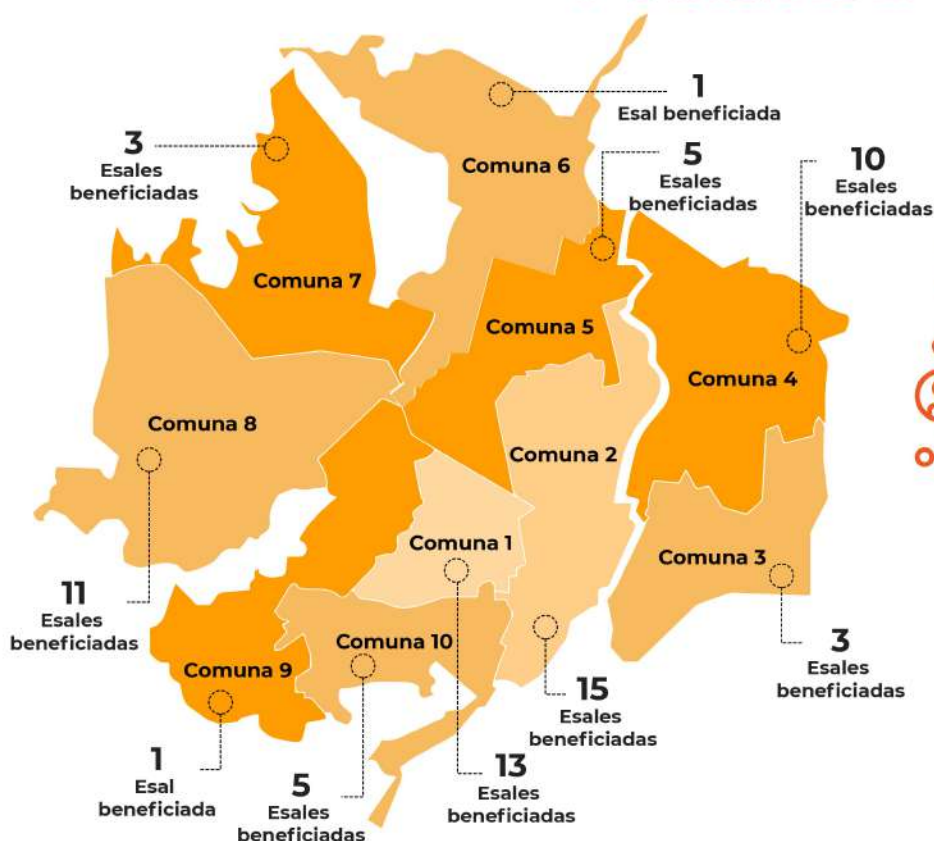 1
Esal beneficiada
Comuna 6
3
Esales
beneficiadas
5
Esales
beneficiadas
10
Esales
beneficiadas
Comuna 7
Comuna 5
Comuna 4
Comuna 8
Comuna 2
Comuna 1
Comuna 3
11
Esales
beneficiadas
Comuna 10
Comuna 9
3
Esales
beneficiadas
15
Esales
beneficiadas
1
Esal
beneficiada
5
Esales
beneficiadas
13
Esales
beneficiadas